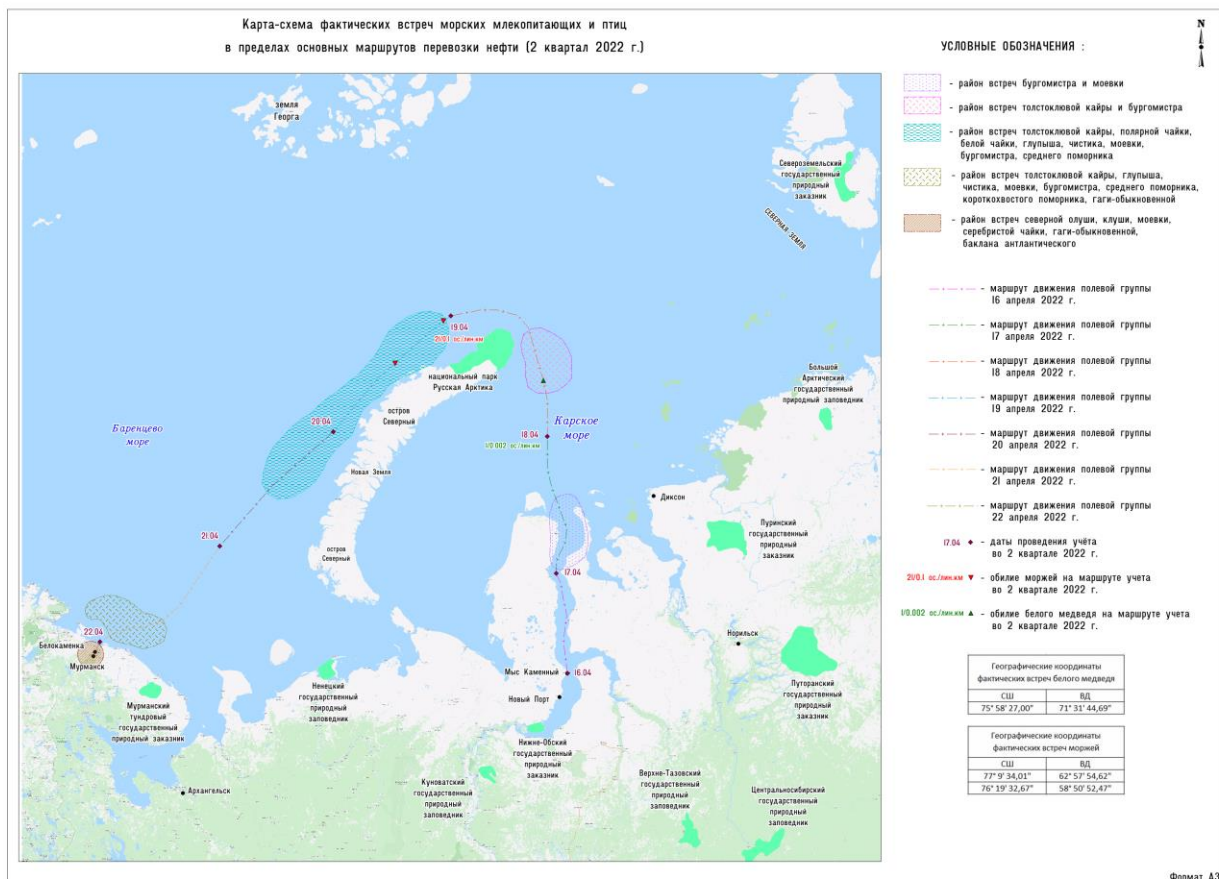 Карта-схема фактических встреч морских млекопитающих и птиц
в пределах основных маршрутов перевозки нефти (2 квартал 2022 г.)
N
УСЛОВНЫЕ ОБОЗНАЧЕНИЯ :
- район встреч бургомистра и моевки
- район встреч толстоклювой кайры и бургомистра
- район встреч толстоклювой кайры, полярной чайки,
белой чайки, глупыша, чистика, моевки,
бургомистра, среднего поморника
- район встреч толстоклювой кайры, глупыша,
чистика, моевки, бургомистра, среднего поморника,
короткохвостого поморника, гаги-обыкновенной
- район встреч северной олуши, клуши, моевки,
серебристой чайки, гаги-обыкновенной,
баклана антлантического
- маршрут движения полевой группы
16 апреля 2022 г.
- маршрут движения полевой группы
17 апреля 2022 г.
- маршрут движения полевой группы
18 апреля 2022 г.
- маршрут движения полевой группы
19 апреля 2022 г.
- маршрут движения полевой группы
20 апреля 2022 г.
- маршрут движения полевой группы
21 апреля 2022 г.
- маршрут движения полевой группы
22 апреля 2022 г.
17.04 - даты проведения учёта
во 2 квартале 2022 г.
21/0.1 ос./лин.км - обилие моржей на маршруте учета
во 2 квартале 2022 г.
1/0.002 ос./лин.км - обилие белого медведя на маршруте учета
во 2 квартале 2022 г.
Географические координаты
фактических встреч белого медведя
СШ ВД
75° 58' 27,00" 71° 31' 44,69"
Географические координаты
фактических встреч моржей
СШ ВД
77° 9' 34,01" 62° 57' 54,62"
76° 19' 32,67" 58° 50' 52,47"
земля
Георга
Североземельский
государственный
природный
заказник
СЕВЕРНАЯ ЗЕМЛЯ
19.04
21/0.1 ос./лин.км
национальный парк
Русская Арктика
Большой
Арктический
государственный
природный заповедник
остров
Северный
Баренцево
море
20.04
Карское
море
18.04
1/0.002 ос./лин.км
Новая Земля
Диксон
21.04
остров
Северный
Пуринский
государственный
природный
заказник
17.04
22.04
Белокаменка
Мурманск
Норильск
Мыс Каменный
16.04
Новый Порт
Ненецкий
государственный
природный
заповедник
Путоранский
государственный
природный
заказник
Мурманский
тундровый
государственный
природный заказник
Нижне-Обский
государственный
природный
заказник
Архангельск
Куноватский
государственный
природный
заповедник
Верхне-Тазовский
государственный
природный
заповедник
Центральносибирский
государственный
природный
заповедник
Формат А3